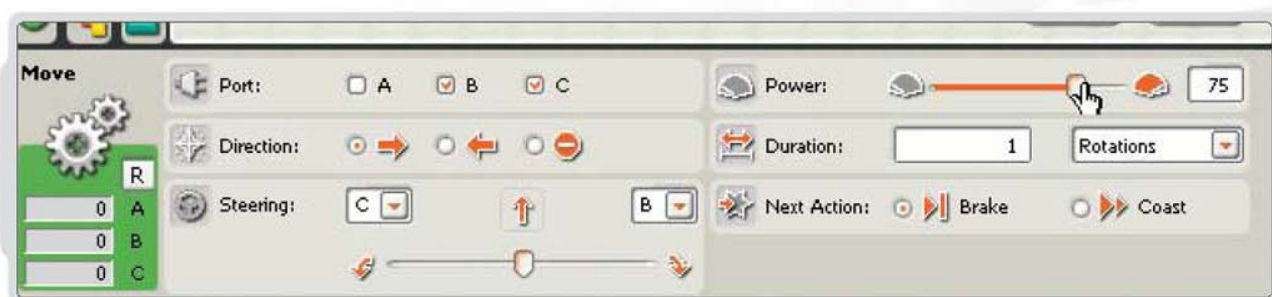 Move
Port: A B C
Direction:
Steering: C B
R
0 A
0 B
0 C
Power: 75
Duration: 1 Rotations
Next Action: Brake Coast